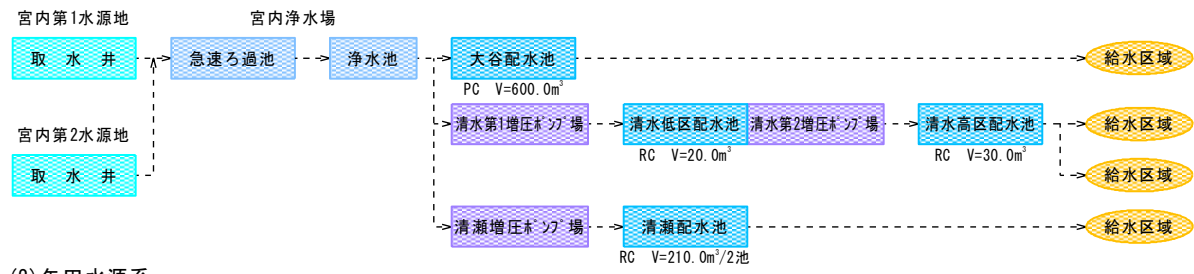 宮内第1水源地
宮内浄水場
取 水 井
急速ろ過池
浄水池
大谷配水池
給水区域
PC V=600.0m³
宮内第2水源地
清水第1増圧ポンプ場
清水低区配水池
清水第2増圧ポンプ場
清水高区配水池
給水区域
RC V=20.0m³
RC V=30.0m³
取 水 井
給水区域
清瀬増圧ポンプ場
清瀬配水池
給水区域
RC V=210.0m³/2池